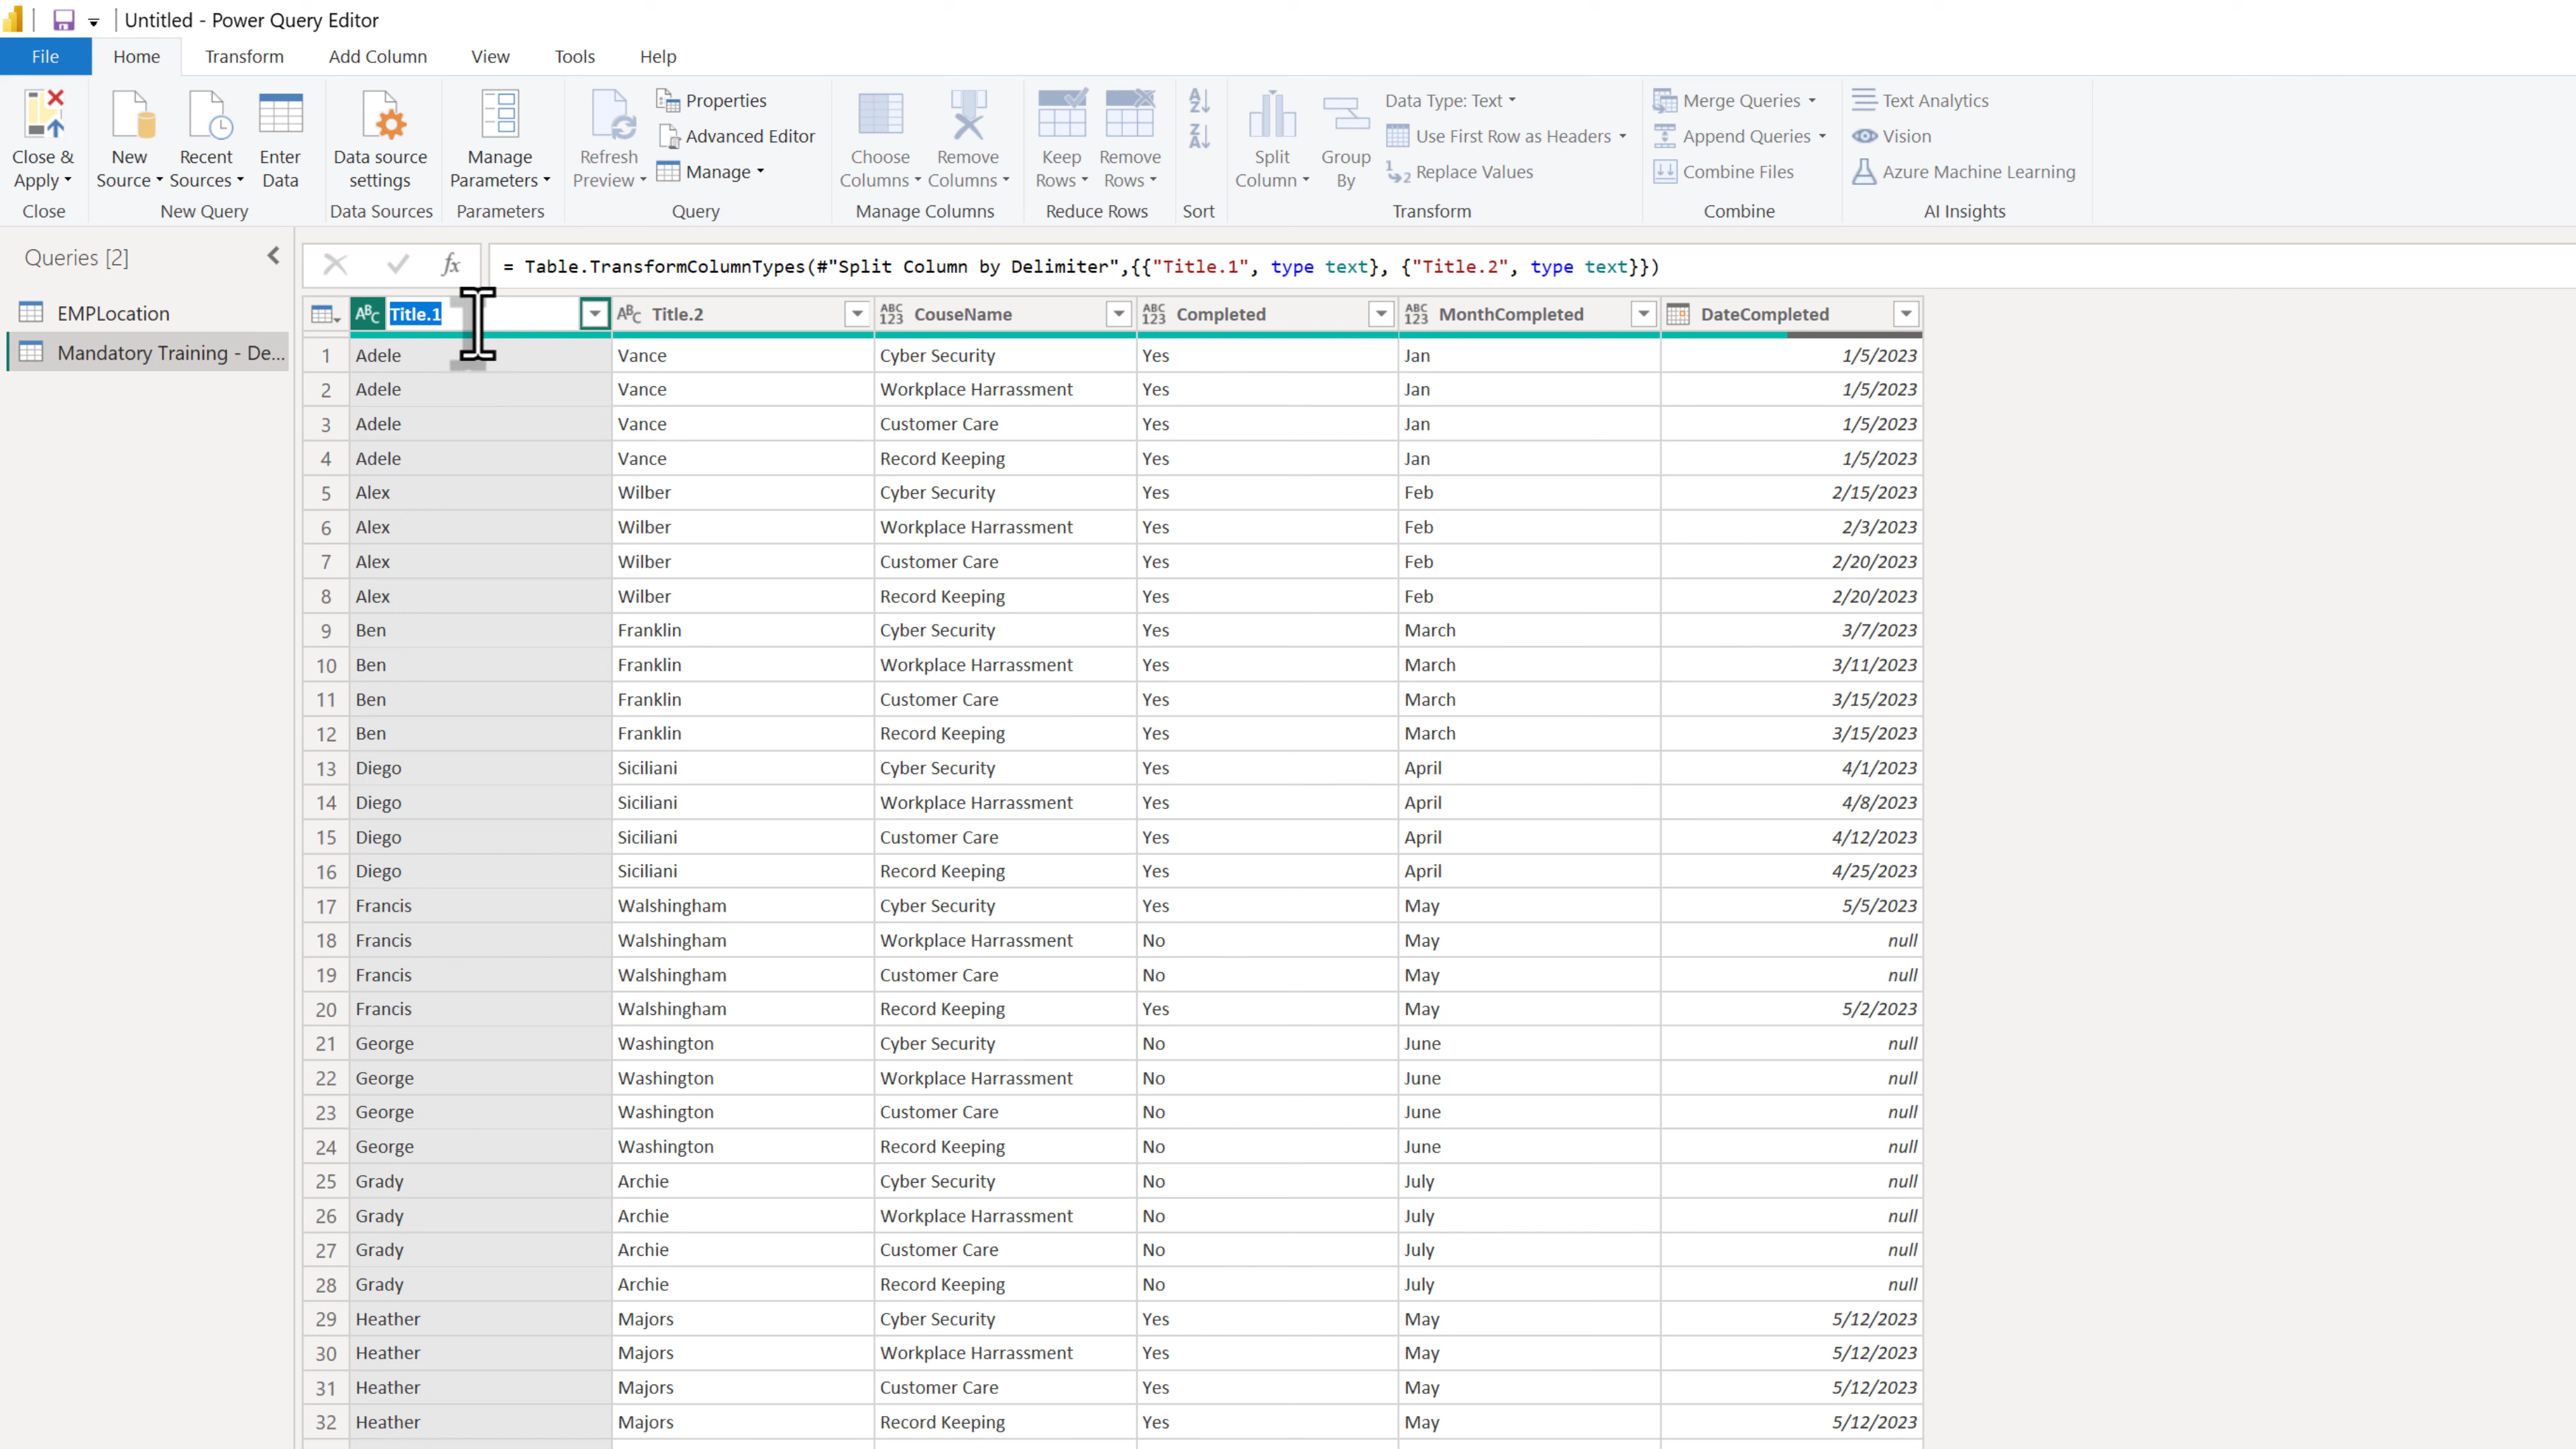 Untitled - Power Query Editor
File Home Transform Add Column View Tools Help
Close & Apply
New Source
Recent Sources
Enter Data
Data source settings
Manage Parameters
Refresh Preview
Properties
Advanced Editor
Manage
Choose Columns
Remove Columns
Keep Rows
Remove Rows
Split Column
Group By
Data Type: Text
Use First Row as Headers
Replace Values
Merge Queries
Append Queries
Combine Files
Text Analytics
Vision
Azure Machine Learning
Close New Query Data Sources Parameters Query Manage Columns Reduce Rows Sort Transform Combine AI Insights
Queries [2]
EMPLocation
Mandatory Training - De...
fx = Table.TransformColumnTypes(#"Split Column by Delimiter",{{"Title.1", type text}, {"Title.2", type text}})
ABC Title.1 ABC Title.2 ABC 123 CouseName ABC 123 Completed ABC 123 MonthCompleted DateCompleted
1 Adele Vance Cyber Security Yes Jan 1/5/2023
2 Adele Vance Workplace Harrassment Yes Jan 1/5/2023
3 Adele Vance Customer Care Yes Jan 1/5/2023
4 Adele Vance Record Keeping Yes Jan 1/5/2023
5 Alex Wilber Cyber Security Yes Feb 2/15/2023
6 Alex Wilber Workplace Harrassment Yes Feb 2/3/2023
7 Alex Wilber Customer Care Yes Feb 2/20/2023
8 Alex Wilber Record Keeping Yes Feb 2/20/2023
9 Ben Franklin Cyber Security Yes March 3/7/2023
10 Ben Franklin Workplace Harrassment Yes March 3/11/2023
11 Ben Franklin Customer Care Yes March 3/15/2023
12 Ben Franklin Record Keeping Yes March 3/15/2023
13 Diego Siciliani Cyber Security Yes April 4/1/2023
14 Diego Siciliani Workplace Harrassment Yes April 4/8/2023
15 Diego Siciliani Customer Care Yes April 4/12/2023
16 Diego Siciliani Record Keeping Yes April 4/25/2023
17 Francis Walshingham Cyber Security Yes May 5/5/2023
18 Francis Walshingham Workplace Harrassment No May null
19 Francis Walshingham Customer Care No May null
20 Francis Walshingham Record Keeping Yes May 5/2/2023
21 George Washington Cyber Security No June null
22 George Washington Workplace Harrassment No June null
23 George Washington Customer Care No June null
24 George Washington Record Keeping No June null
25 Grady Archie Cyber Security No July null
26 Grady Archie Workplace Harrassment No July null
27 Grady Archie Customer Care No July null
28 Grady Archie Record Keeping No July null
29 Heather Majors Cyber Security Yes May 5/12/2023
30 Heather Majors Workplace Harrassment Yes May 5/12/2023
31 Heather Majors Customer Care Yes May 5/12/2023
32 Heather Majors Record Keeping Yes May 5/12/2023